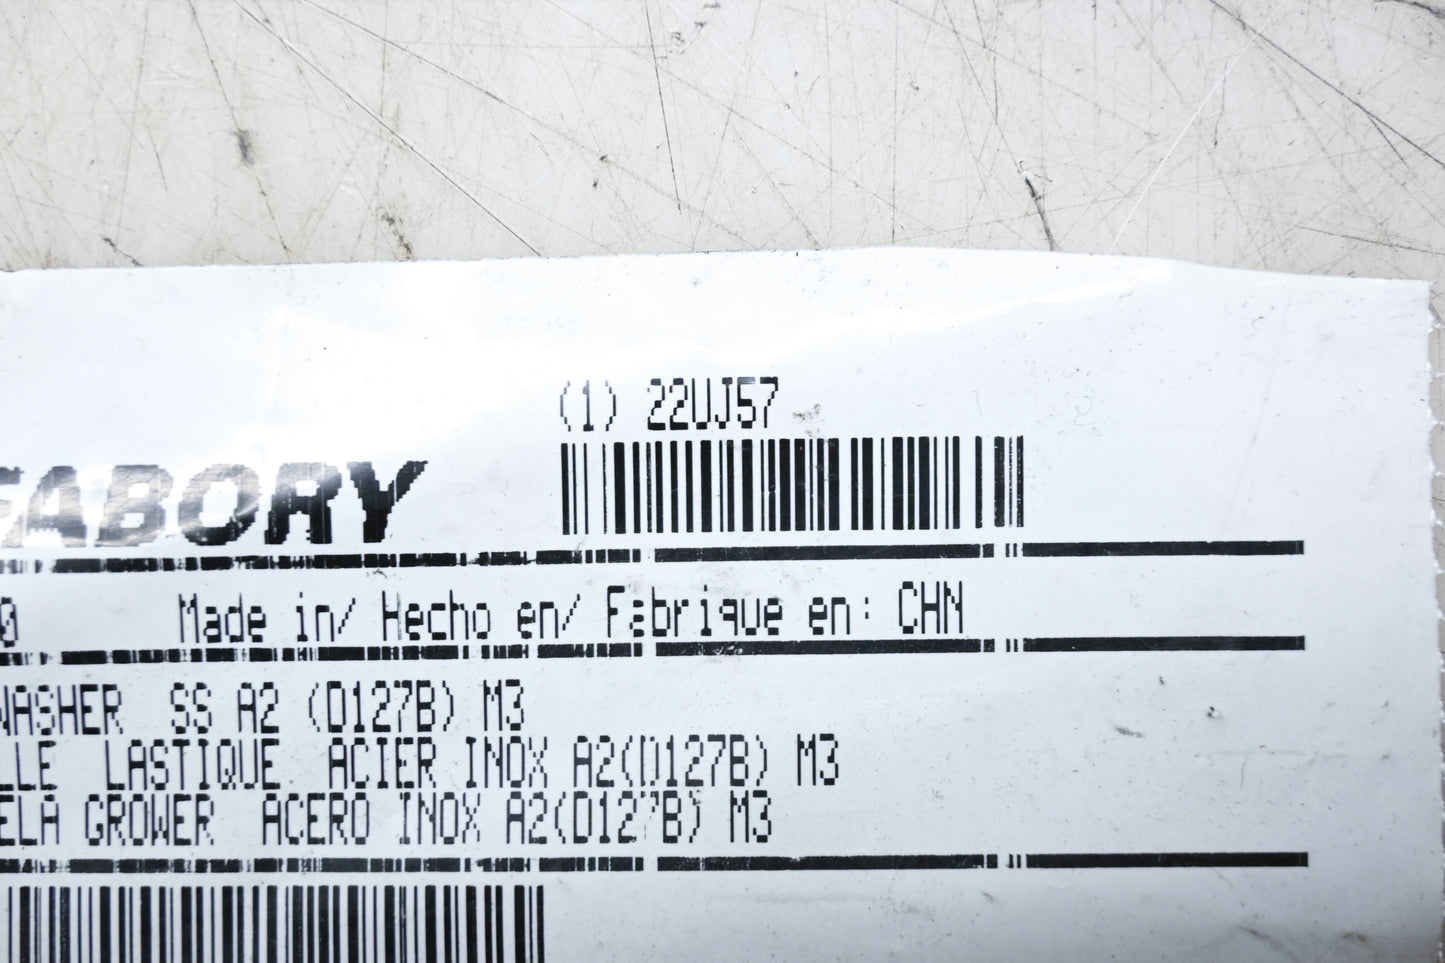 (1) 22UJ57
FABORY
0 Made in/ Hecho en/ Fabrique en: CHN
WASHER SS A2 (D127B) M3
LLE LASTIQUE ACIER INOX A2(D127B) M3
ELA GROWER ACERO INOX A2(D127B) M3